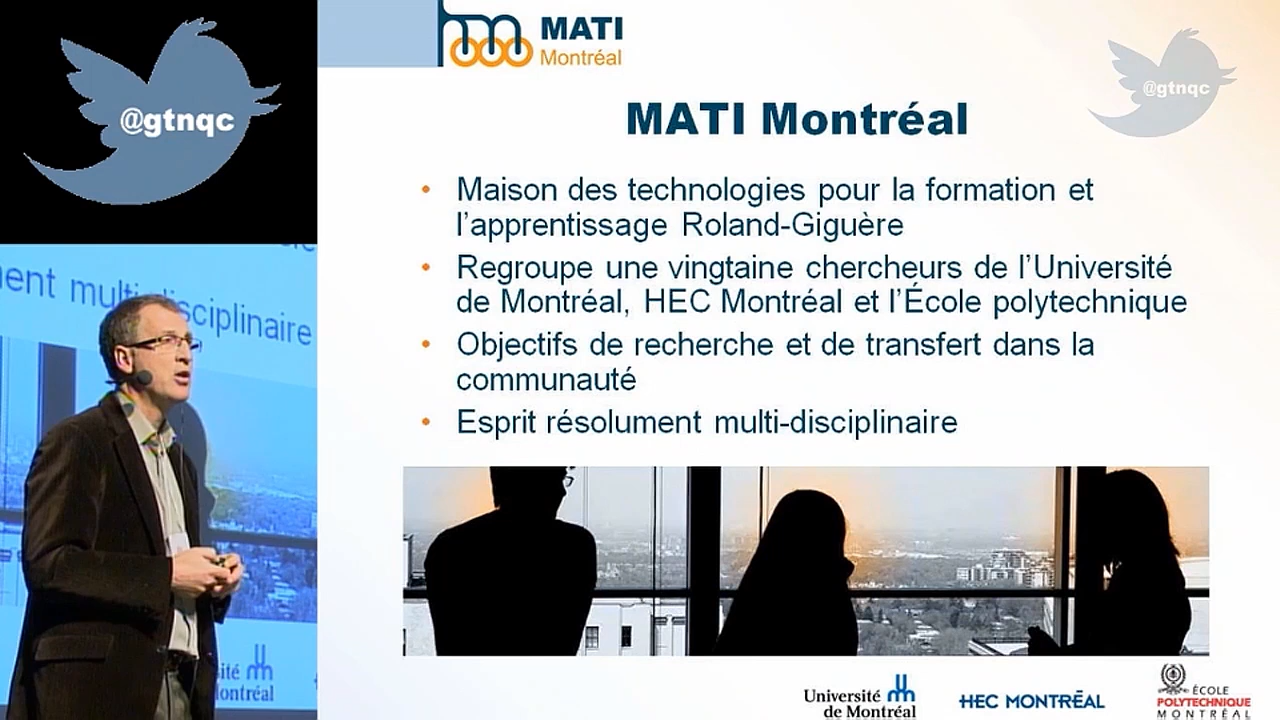 @gtnqc
MATI
Montréal
@gtnqc
MATI Montréal
• Maison des technologies pour la formation et
l’apprentissage Roland-Giguère
• Regroupe une vingtaine chercheurs de l’Université
de Montréal, HEC Montréal et l’École polytechnique
• Objectifs de recherche et de transfert dans la
communauté
• Esprit résolument multi-disciplinaire
ent multi-disciplinaire
sité
ontréal
Université
de Montréal
HEC MONTRÉAL
ÉCOLE
POLYTECHNIQUE
MONTRÉAL